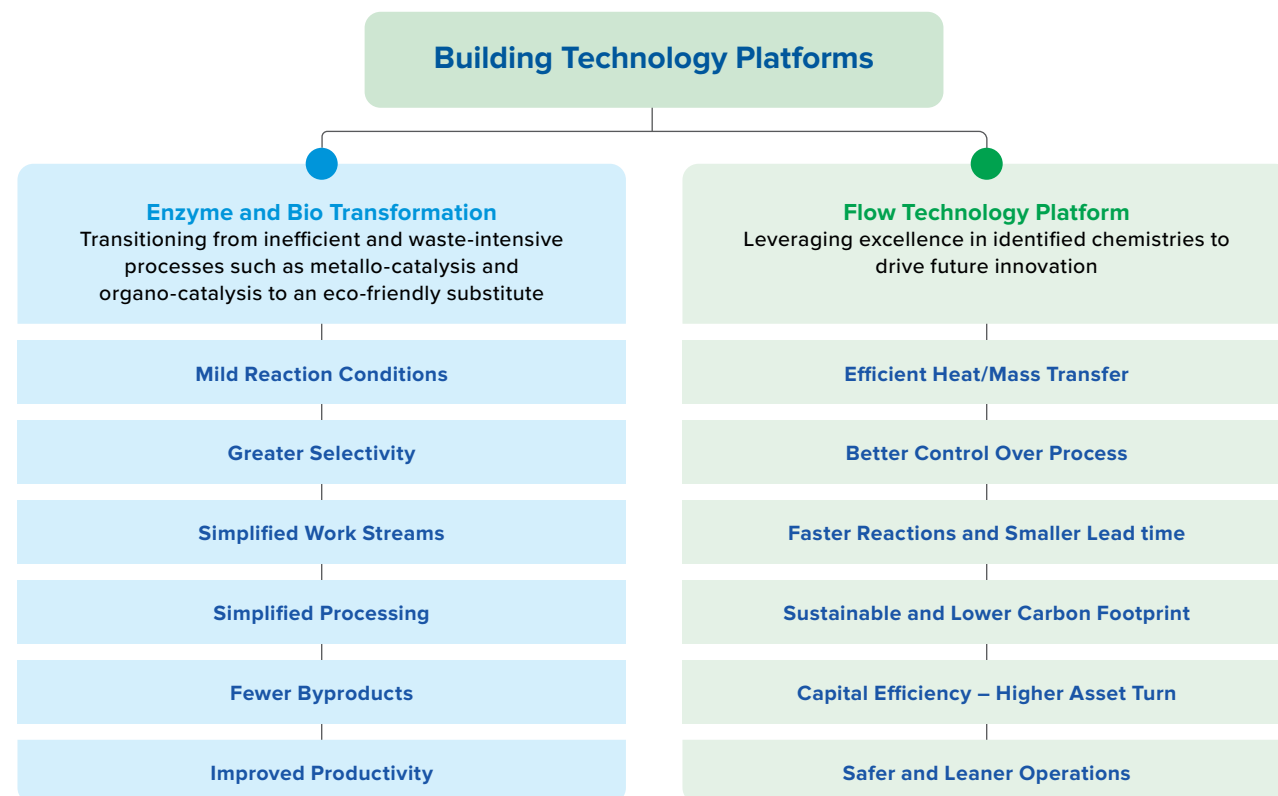 Building Technology Platforms
Enzyme and Bio Transformation
Transitioning from inefficient and waste-intensive
processes such as metallo-catalysis and
organo-catalysis to an eco-friendly substitute
Mild Reaction Conditions
Greater Selectivity
Simplified Work Streams
Simplified Processing
Fewer Byproducts
Improved Productivity
Flow Technology Platform
Leveraging excellence in identified chemistries to
drive future innovation
Efficient Heat/Mass Transfer
Better Control Over Process
Faster Reactions and Smaller Lead time
Sustainable and Lower Carbon Footprint
Capital Efficiency – Higher Asset Turn
Safer and Leaner Operations